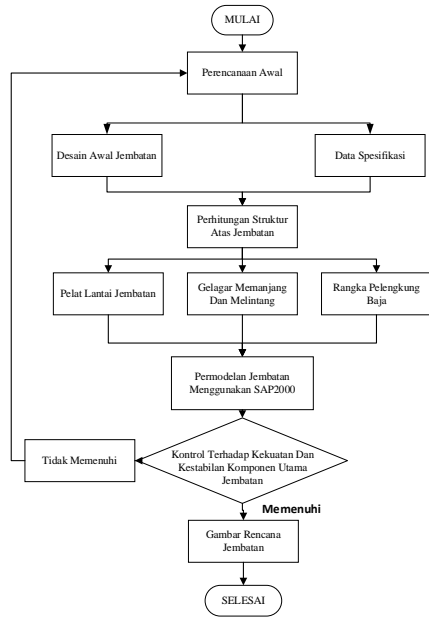 MULAI
Perencanaan Awal
Desain Awal Jembatan
Data Spesifikasi
Perhitungan Struktur
Atas Jembatan
Pelat Lantai Jembatan
Gelagar Memanjang
Dan Melintang
Rangka Pelengkung
Baja
Permodelan Jembatan
Menggunakan SAP2000
Tidak Memenuhi
Kontrol Terhadap Kekuatan Dan
Kestabilan Komponen Utama
Jembatan
Memenuhi
Gambar Rencana
Jembatan
SELESAI